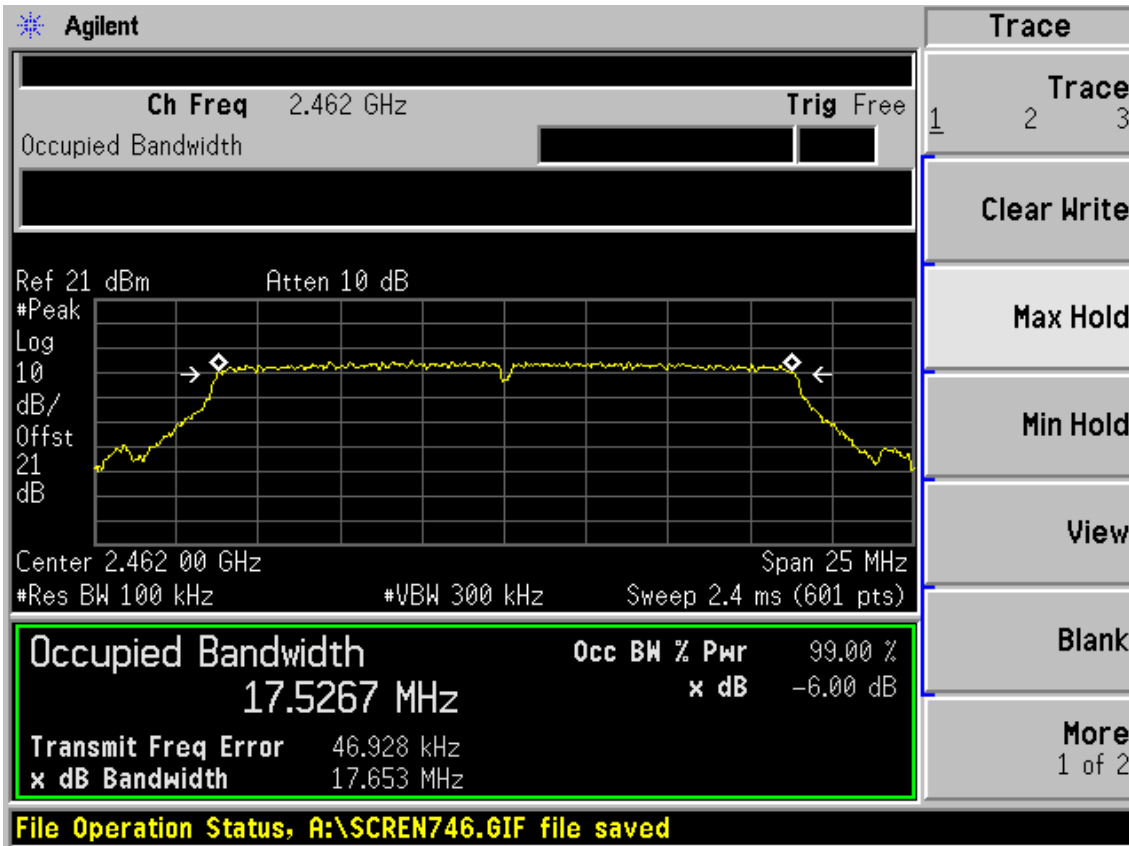 Agilent
Trace
Ch Freq 2.462 GHz Trig Free
Occupied Bandwidth
Trace
1 2 3
Clear Write
Max Hold
Min Hold
View
Blank
More
1 of 2
Ref 21 dBm Atten 10 dB
#Peak
Log
10
dB/
Offst
21
dB
Center 2.462 00 GHz Span 25 MHz
#Res BW 100 kHz #VBW 300 kHz Sweep 2.4 ms (601 pts)
Occupied Bandwidth Occ BW % Pwr 99.00 %
17.5267 MHz x dB -6.00 dB
Transmit Freq Error 46.928 kHz
x dB Bandwidth 17.653 MHz
File Operation Status, A:\SCREN746.GIF file saved